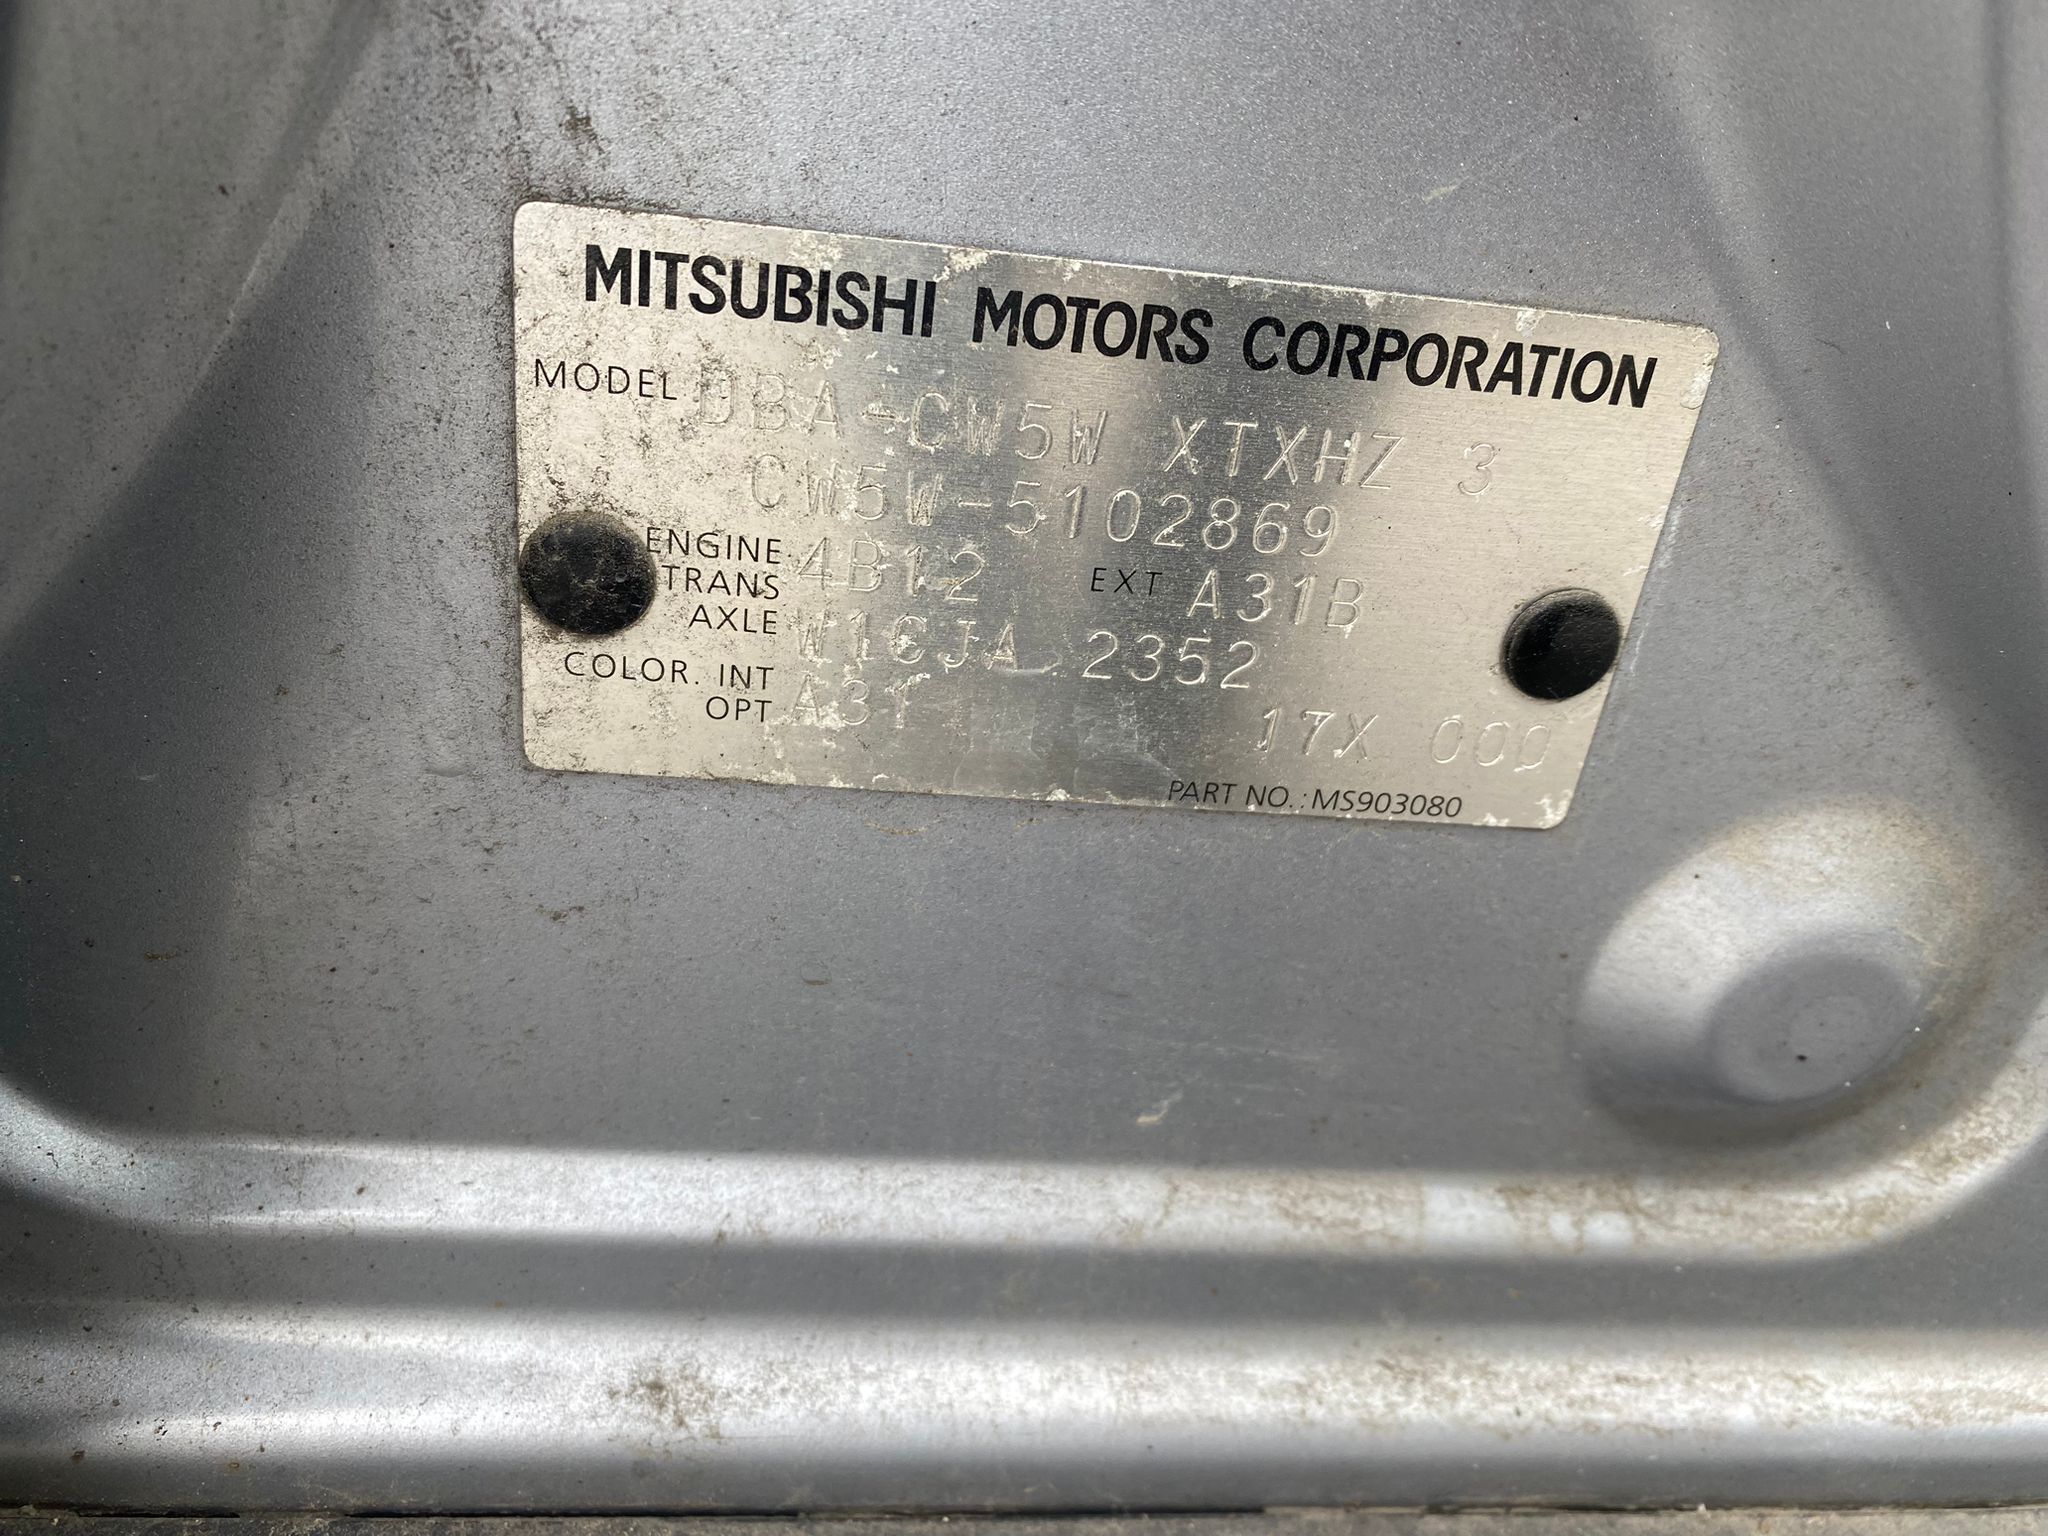 MITSUBISHI MOTORS CORPORATION
MODEL DBA-CW5W XTXHZ 3
CW5W-5102869
ENGINE 4B12 EXT A31B
TRANS
AXLE W1CJA 2352
COLOR. INT
OPT A31 17X 000
PART NO.: MS903080